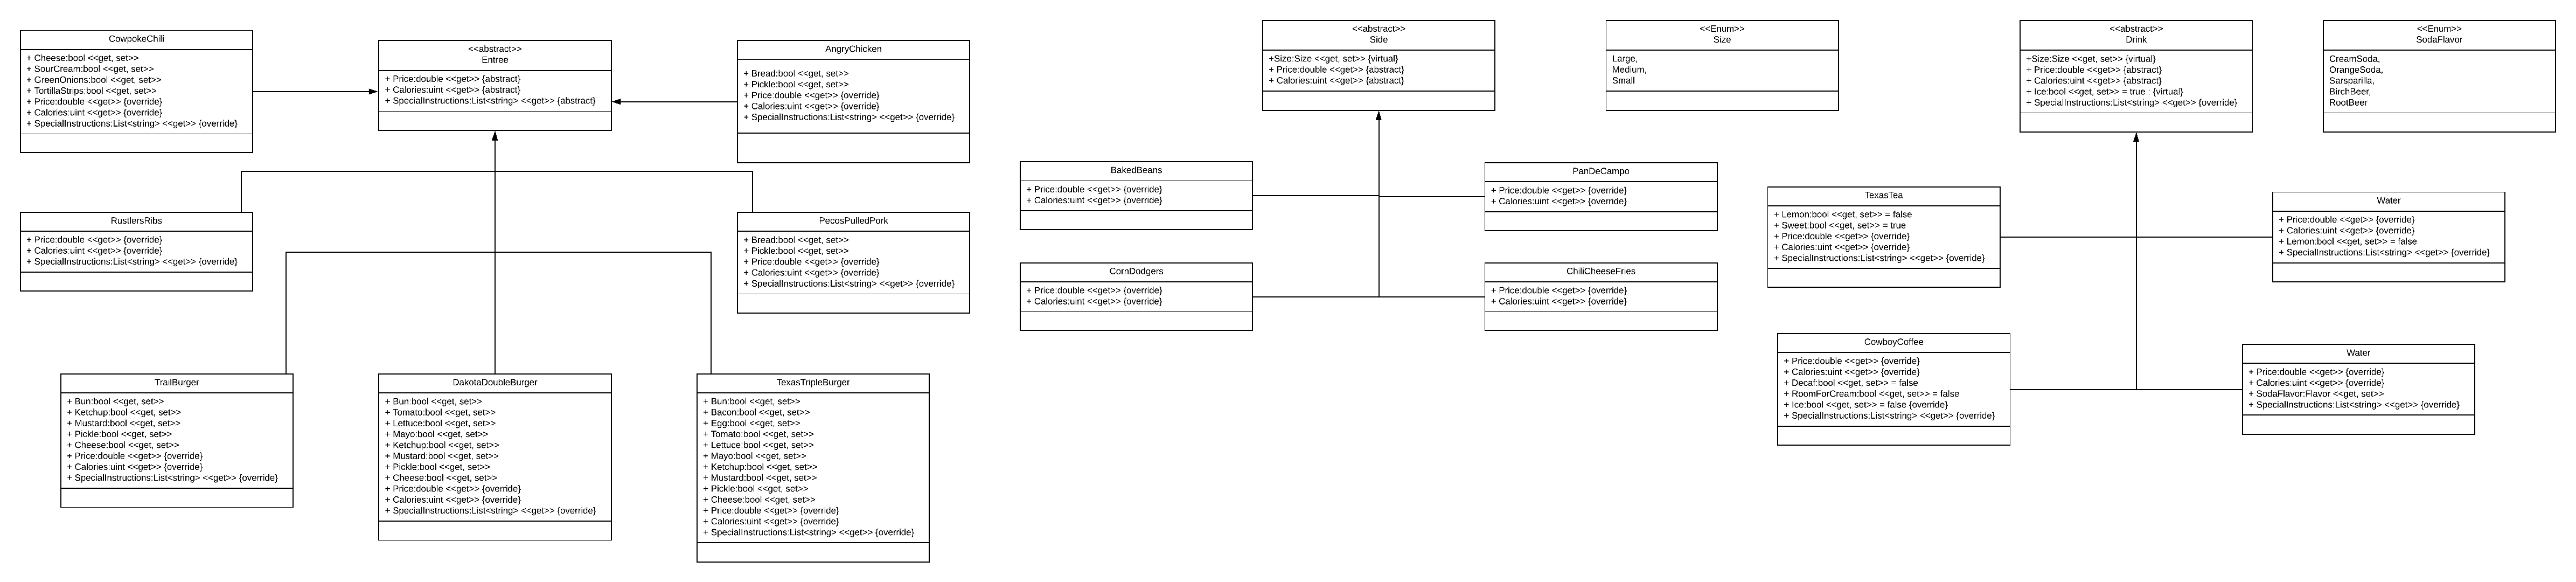 CowpokeChili
+ Cheese:bool <<get, set>>
+ SourCream:bool <<get, set>>
+ GreenOnions:bool <<get, set>>
+ TortillaStrips:bool <<get, set>>
+ Price:double <<get>> {override}
+ Calories:uint <<get>> {override}
+ SpecialInstructions:List<string> <<get>> {override}
<<abstract>>
Entree
+ Price:double <<get>> {abstract}
+ Calories:uint <<get>> {abstract}
+ SpecialInstructions:List<string> <<get>> {abstract}
AngryChicken
+ Bread:bool <<get, set>>
+ Pickle:bool <<get, set>>
+ Price:double <<get>> {override}
+ Calories:uint <<get>> {override}
+ SpecialInstructions:List<string> <<get>> {override}
RustlersRibs
+ Price:double <<get>> {override}
+ Calories:uint <<get>> {override}
+ SpecialInstructions:List<string> <<get>> {override}
PecosPulledPork
+ Bread:bool <<get, set>>
+ Pickle:bool <<get, set>>
+ Price:double <<get>> {override}
+ Calories:uint <<get>> {override}
+ SpecialInstructions:List<string> <<get>> {override}
TrailBurger
+ Bun:bool <<get, set>>
+ Ketchup:bool <<get, set>>
+ Mustard:bool <<get, set>>
+ Pickle:bool <<get, set>>
+ Cheese:bool <<get, set>>
+ Price:double <<get>> {override}
+ Calories:uint <<get>> {override}
+ SpecialInstructions:List<string> <<get>> {override}
DakotaDoubleBurger
+ Bun:bool <<get, set>>
+ Tomato:bool <<get, set>>
+ Lettuce:bool <<get, set>>
+ Mayo:bool <<get, set>>
+ Ketchup:bool <<get, set>>
+ Mustard:bool <<get, set>>
+ Pickle:bool <<get, set>>
+ Cheese:bool <<get, set>>
+ Price:double <<get>> {override}
+ Calories:uint <<get>> {override}
+ SpecialInstructions:List<string> <<get>> {override}
TexasTripleBurger
+ Bun:bool <<get, set>>
+ Bacon:bool <<get, set>>
+ Egg:bool <<get, set>>
+ Tomato:bool <<get, set>>
+ Lettuce:bool <<get, set>>
+ Mayo:bool <<get, set>>
+ Ketchup:bool <<get, set>>
+ Mustard:bool <<get, set>>
+ Pickle:bool <<get, set>>
+ Cheese:bool <<get, set>>
+ Price:double <<get>> {override}
+ Calories:uint <<get>> {override}
+ SpecialInstructions:List<string> <<get>> {override}
<<abstract>>
Side
+Size:Size <<get, set>> {virtual}
+ Price:double <<get>> {abstract}
+ Calories:uint <<get>> {abstract}
<<Enum>>
Size
Large,
Medium,
Small
BakedBeans
+ Price:double <<get>> {override}
+ Calories:uint <<get>> {override}
PanDeCampo
+ Price:double <<get>> {override}
+ Calories:uint <<get>> {override}
CornDodgers
+ Price:double <<get>> {override}
+ Calories:uint <<get>> {override}
ChiliCheeseFries
+ Price:double <<get>> {override}
+ Calories:uint <<get>> {override}
<<abstract>>
Drink
+Size:Size <<get, set>> {virtual}
+ Price:double <<get>> {abstract}
+ Calories:uint <<get>> {abstract}
+ Ice:bool <<get, set>> = true : {virtual}
+ SpecialInstructions:List<string> <<get>> {override}
<<Enum>>
SodaFlavor
CreamSoda,
OrangeSoda,
Sarsparilla,
BirchBeer,
RootBeer
TexasTea
+ Lemon:bool <<get, set>> = false
+ Sweet:bool <<get, set>> = true
+ Price:double <<get>> {override}
+ Calories:uint <<get>> {override}
+ SpecialInstructions:List<string> <<get>> {override}
Water
+ Price:double <<get>> {override}
+ Calories:uint <<get>> {override}
+ Lemon:bool <<get, set>> = false
+ SpecialInstructions:List<string> <<get>> {override}
CowboyCoffee
+ Price:double <<get>> {override}
+ Calories:uint <<get>> {override}
+ Decaf:bool <<get, set>> = false
+ RoomForCream:bool <<get, set>> = false
+ Ice:bool <<get, set>> = false {override}
+ SpecialInstructions:List<string> <<get>> {override}
Water
+ Price:double <<get>> {override}
+ Calories:uint <<get>> {override}
+ SodaFlavor:Flavor <<get, set>>
+ SpecialInstructions:List<string> <<get>> {override}